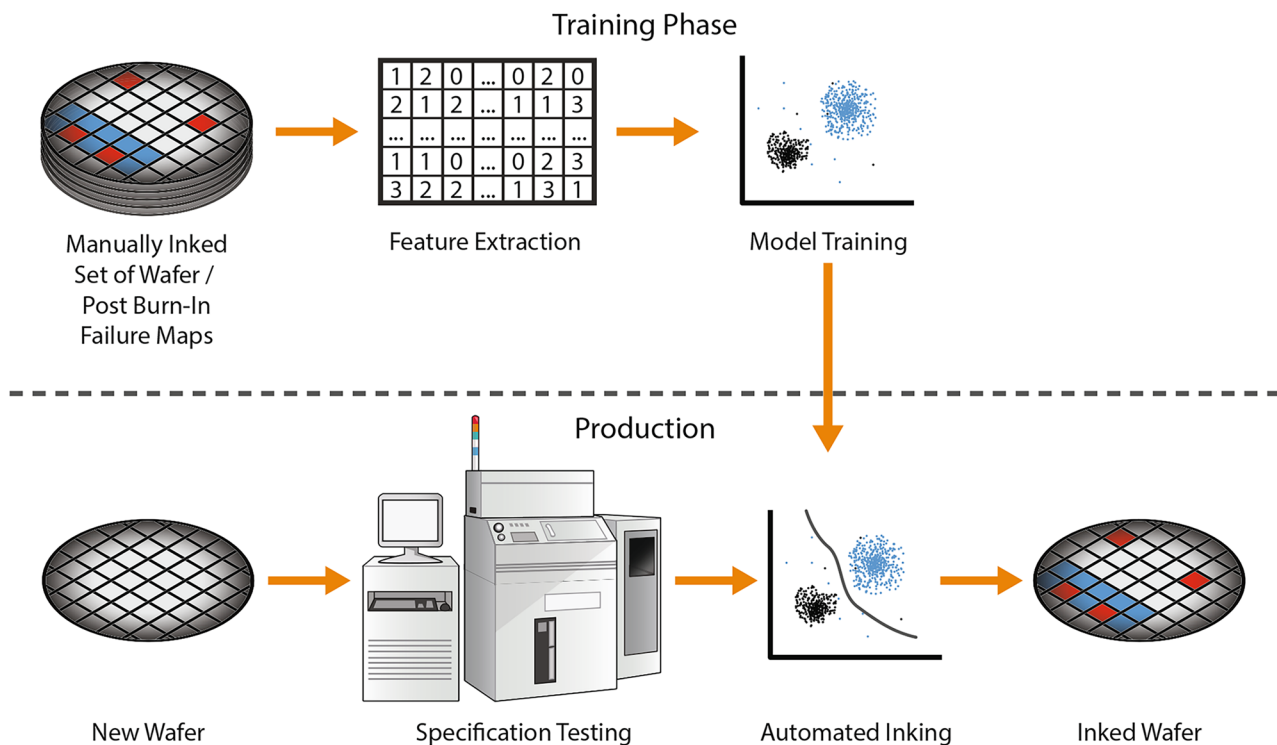 Training Phase
1 2 0 ... 0 2 0
2 1 2 ... 1 1 3
... ... ... ... ... ... ...
1 1 0 ... 0 2 3
3 2 2 ... 1 3 1
Manually Inked
Set of Wafer /
Post Burn-In
Failure Maps
Feature Extraction
Model Training
Production
New Wafer
Specification Testing
Automated Inking
Inked Wafer